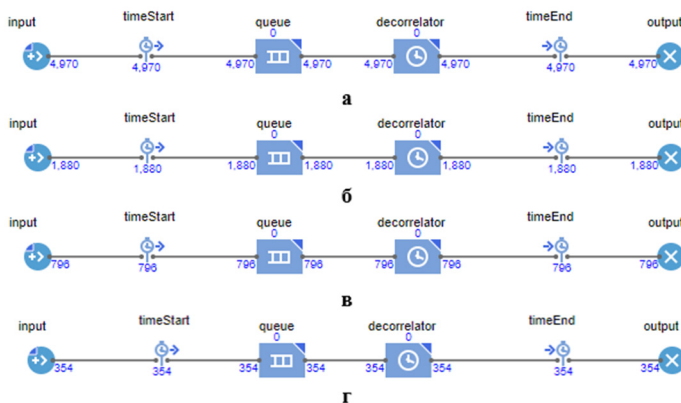 input timeStart queue decorrelator timeEnd output
0 0
4,970 4,970 4,970 4,970 4,970 4,970 4,970 4,970
а
input timeStart queue decorrelator timeEnd output
0 0
1,880 1,880 1,880 1,880 1,880 1,880 1,880 1,880
б
input timeStart queue decorrelator timeEnd output
0 0
796 796 796 796 796 796 796 796
в
input timeStart queue decorrelator timeEnd output
0 0
354 354 354 354 354 354 354 354
г